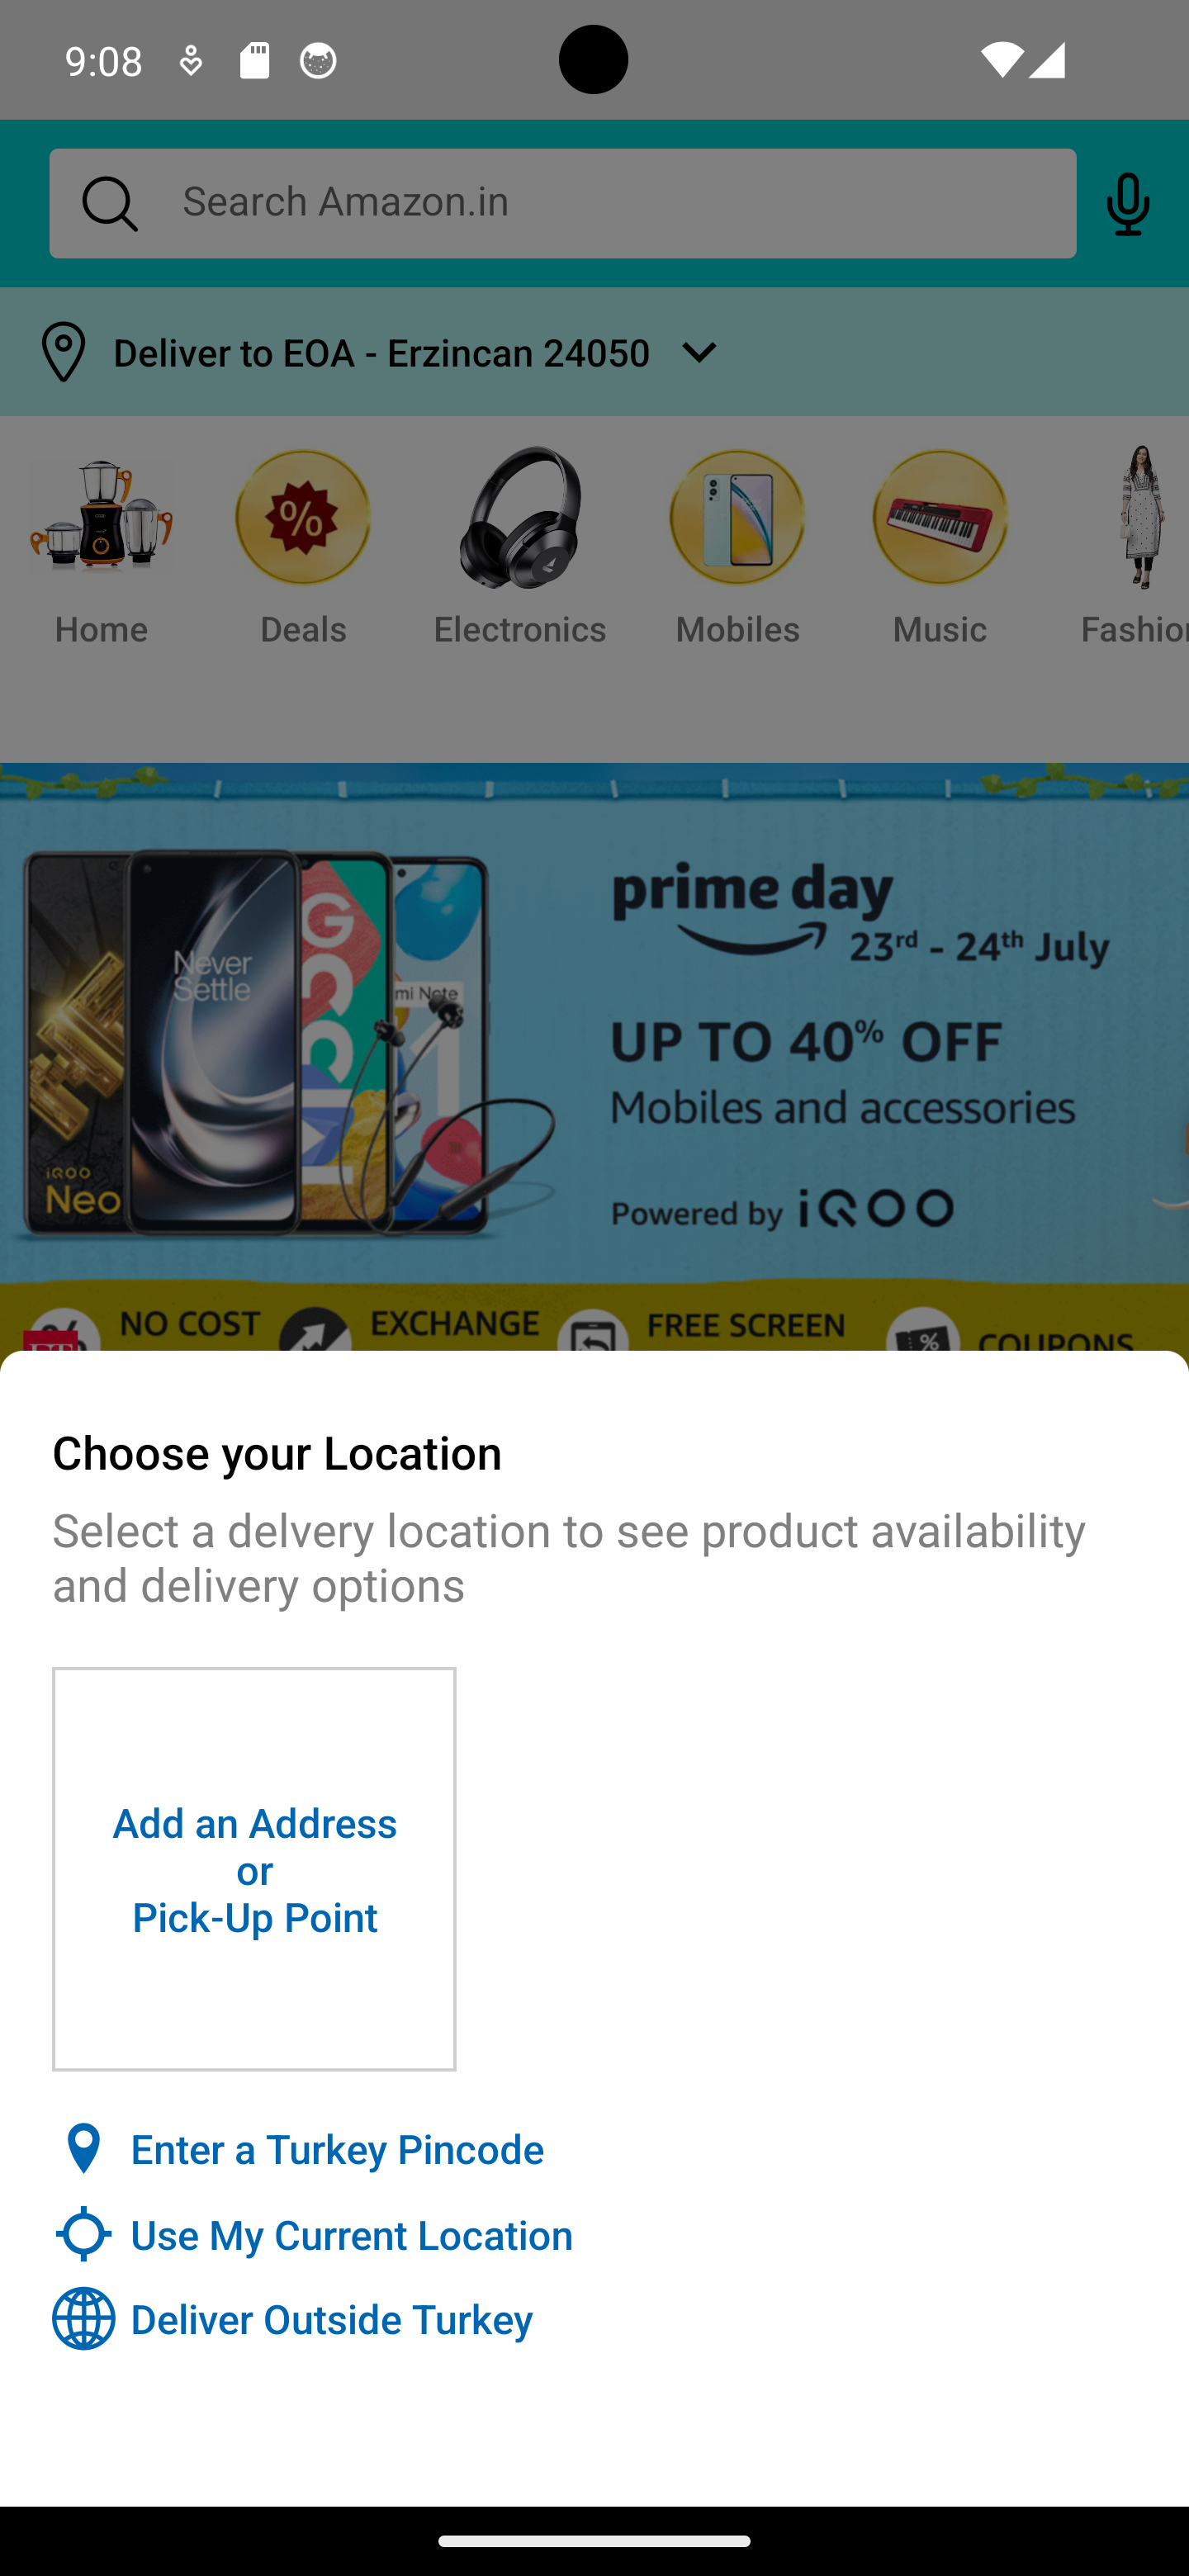 9:08
Search Amazon.in
Deliver to EOA - Erzincan 24050
%
Home
Deals
Electronics
Mobiles
Music
Fashion
Never
Settle
mi Note
iQOO
Neo
prime day
23rd - 24th July
UP TO 40% OFF
Mobiles and accessories
Powered by iQOO
NO COST
EXCHANGE
FREE SCREEN
% COUPONS
Choose your Location
Select a delvery location to see product availability
and delivery options
Add an Address
or
Pick-Up Point
Enter a Turkey Pincode
Use My Current Location
Deliver Outside Turkey